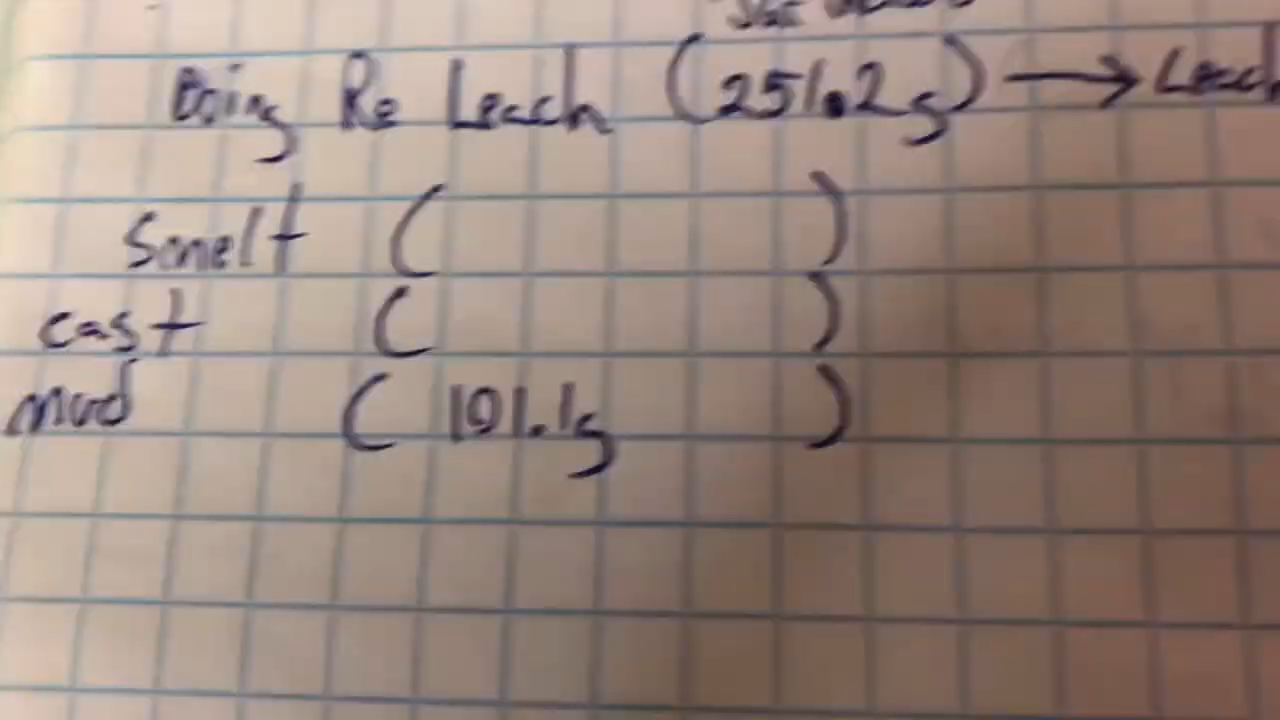 Doing Re Leach (251.2g) → Leach
Smelt ( )
cast ( )
mud ( 101.1g )